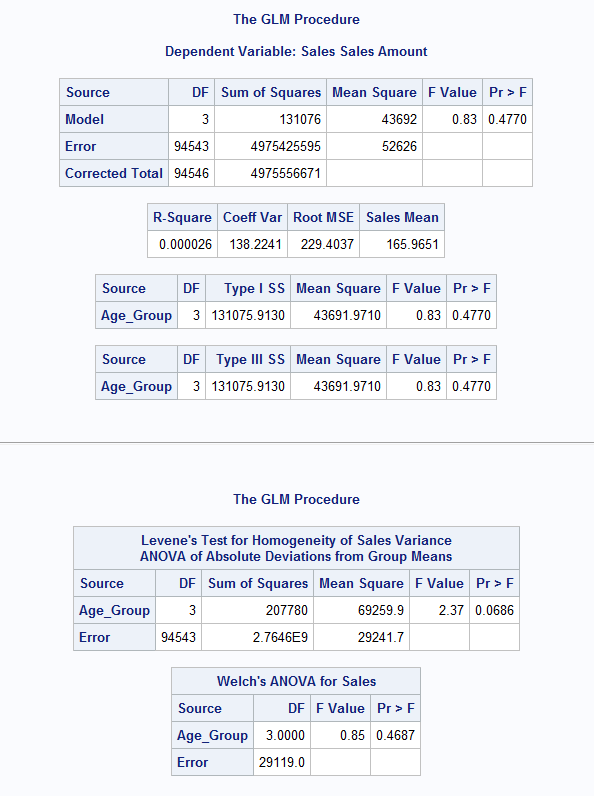 The GLM Procedure
Dependent Variable: Sales Sales Amount
Source DF Sum of Squares Mean Square F Value Pr > F
Model 3 131076 43692 0.83 0.4770
Error 94543 4975425595 52626
Corrected Total 94546 4975556671
R-Square Coeff Var Root MSE Sales Mean
0.000026 138.2241 229.4037 165.9651
Source DF Type I SS Mean Square F Value Pr > F
Age_Group 3 131075.9130 43691.9710 0.83 0.4770
Source DF Type III SS Mean Square F Value Pr > F
Age_Group 3 131075.9130 43691.9710 0.83 0.4770
The GLM Procedure
Levene's Test for Homogeneity of Sales Variance
ANOVA of Absolute Deviations from Group Means
Source DF Sum of Squares Mean Square F Value Pr > F
Age_Group 3 207780 69259.9 2.37 0.0686
Error 94543 2.7646E9 29241.7
Welch's ANOVA for Sales
Source DF F Value Pr > F
Age_Group 3.0000 0.85 0.4687
Error 29119.0